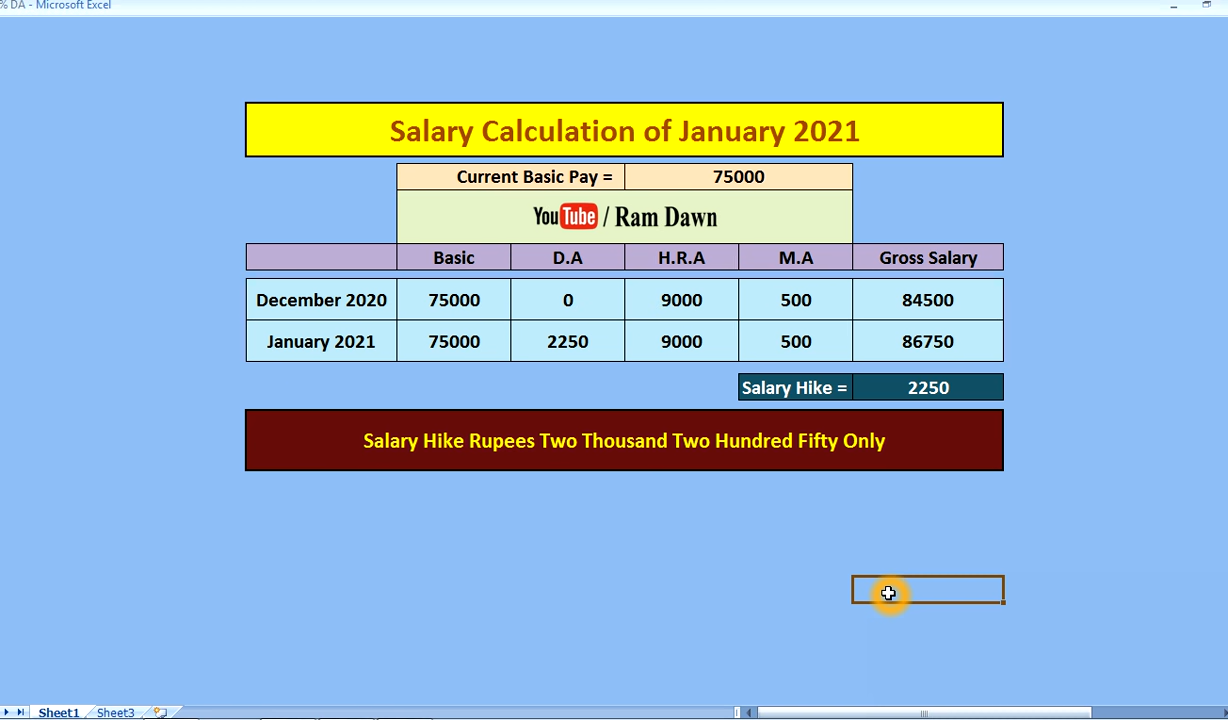 % DA - Microsoft Excel
Salary Calculation of January 2021
Current Basic Pay = 75000
YouTube / Ram Dawn
Basic D.A H.R.A M.A Gross Salary
December 2020 75000 0 9000 500 84500
January 2021 75000 2250 9000 500 86750
Salary Hike = 2250
Salary Hike Rupees Two Thousand Two Hundred Fifty Only
Sheet1 Sheet3